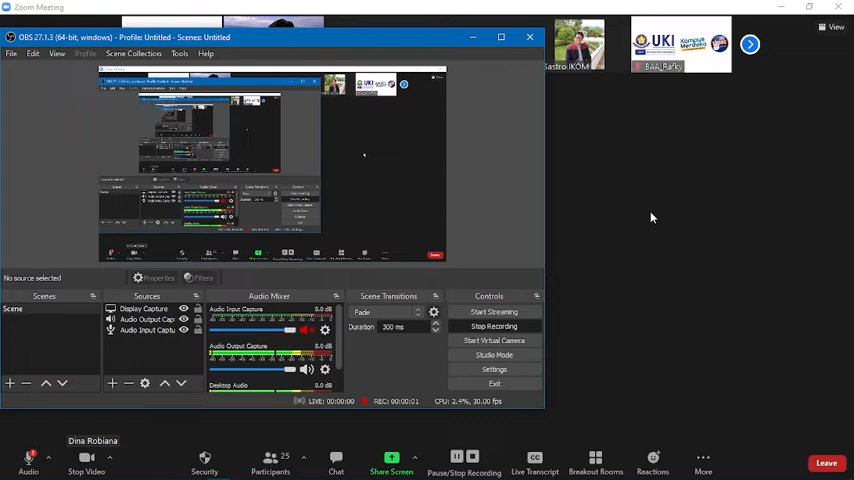 Zoom Meeting
View
OBS 27.1.3 (64-bit, windows) - Profile: Untitled - Scenes: Untitled
File Edit View Profile Scene Collection Tools Help
Sastro IKOM
UKI
Kampus
Merdeka
BAA_Rafky
No source selected
Properties
Filters
Scenes
Sources
Audio Mixer
Scene Transitions
Controls
Scene
Display Capture
Audio Output Cap
Audio Input Captu
Audio Input Capture 0.0 dB
Audio Output Capture 0.0 dB
Desktop Audio 0.0 dB
Fade
Duration 300 ms
Start Streaming
Stop Recording
Start Virtual Camera
Studio Mode
Settings
Exit
LIVE: 00:00:00 REC: 00:00:01 CPU: 2.4%, 30.00 fps
Dina Robiana
25
Audio
Stop Video
Security
Participants
Chat
Share Screen
Pause/Stop Recording
Live Transcript
Breakout Rooms
Reactions
More
Leave